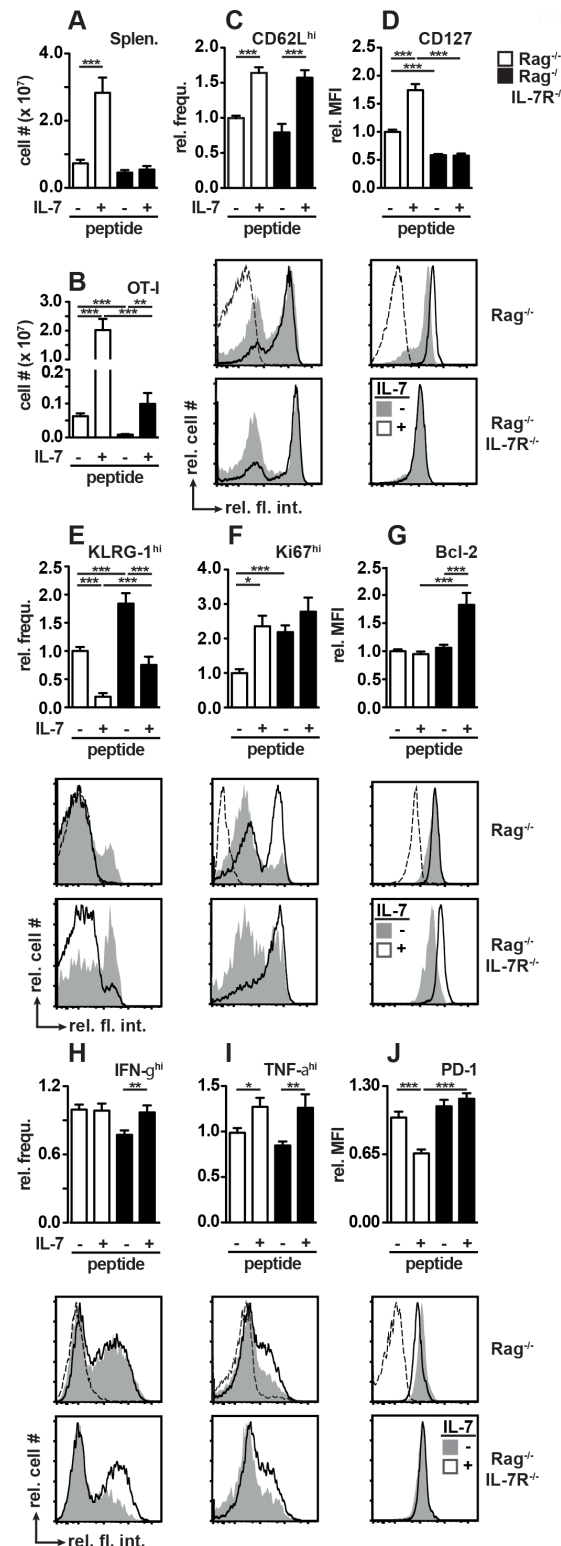 A
Splen.
cell # (x 10⁷)
4.0
2.0
0.0
***
IL-7 - + - +
peptide
C
CD62Lhi
rel. frequ.
2.0
1.5
1.0
0.5
0.0
*** ***
- + - +
peptide
D
CD127
rel. MFI
2.0
1.5
1.0
0.5
0.0
*** ***
***
- + - +
peptide
Rag-/-
Rag-/
IL-7R-/
B
OT-I
cell # (x 10⁷)
3.0
2.0
1.0
0.2
0.1
0.0
*** **
*** ***
IL-7 - + - +
peptide
Rag-/-
IL-7
-
+
Rag-/-
IL-7R-/-
rel. cell #
rel. fl. int.
E
KLRG-1hi
rel. frequ.
2.5
2.0
1.5
1.0
0.5
0.0
*** ***
*** ***
IL-7 - + - +
peptide
F
Ki67hi
4.0
3.0
2.0
1.0
0.0
***
*
- + - +
peptide
G
Bcl-2
rel. MFI
2.5
2.0
1.5
1.0
0.5
0.0
***
***
- + - +
peptide
Rag-/-
IL-7
-
+
Rag-/-
IL-7R-/-
rel. cell #
rel. fl. int.
H
IFN-ghi
rel. frequ.
1.2
0.6
0.0
**
IL-7 - + - +
peptide
I
TNF-ahi
1.5
1.0
0.5
0.0
* **
- + - +
peptide
J
PD-1
rel. MFI
1.30
0.65
0.00
*** ***
- + - +
peptide
Rag-/-
IL-7
-
+
Rag-/-
IL-7R-/-
rel. cell #
rel. fl. int.